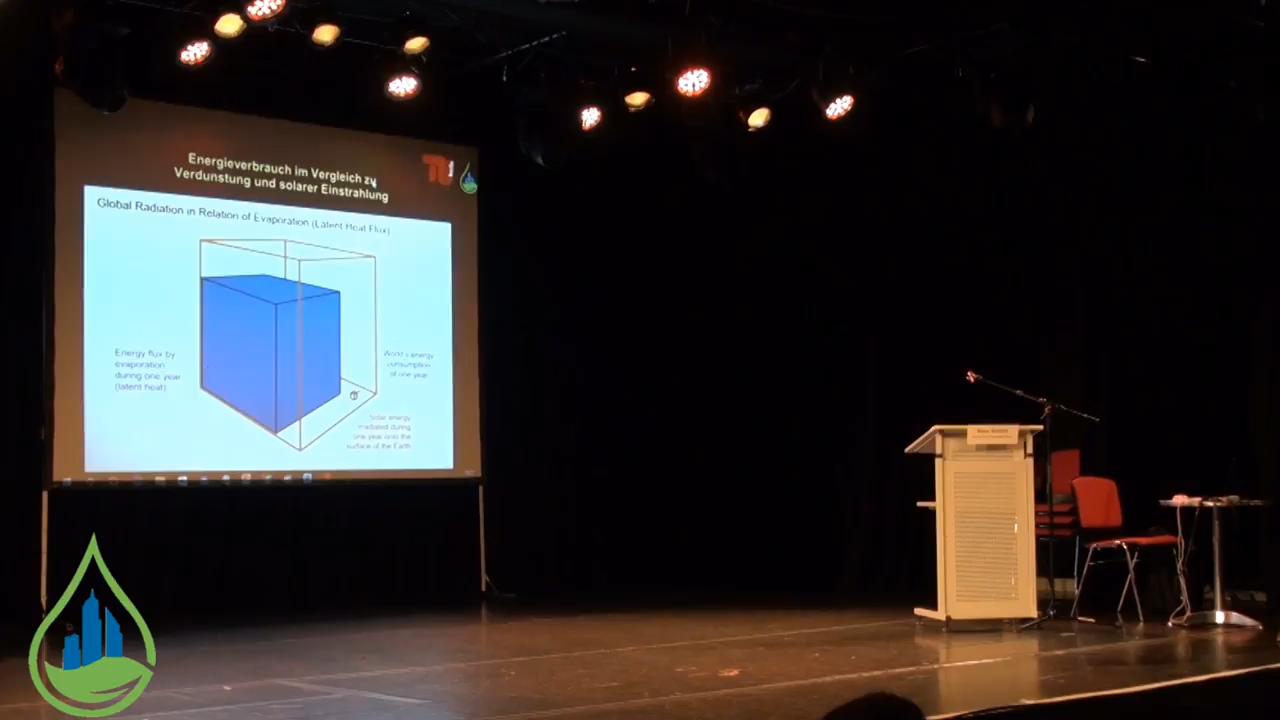 Energieverbrauch im Vergleich zu
Verdunstung und solarer Einstrahlung
TU
Global Radiation in Relation of Evaporation (Latent Heat Flux)
Energy flux by
evaporation
during one year
(latent heat)
World's energy
consumption
of one year
Solar energy
irradiated during
one year onto the
surface of the Earth